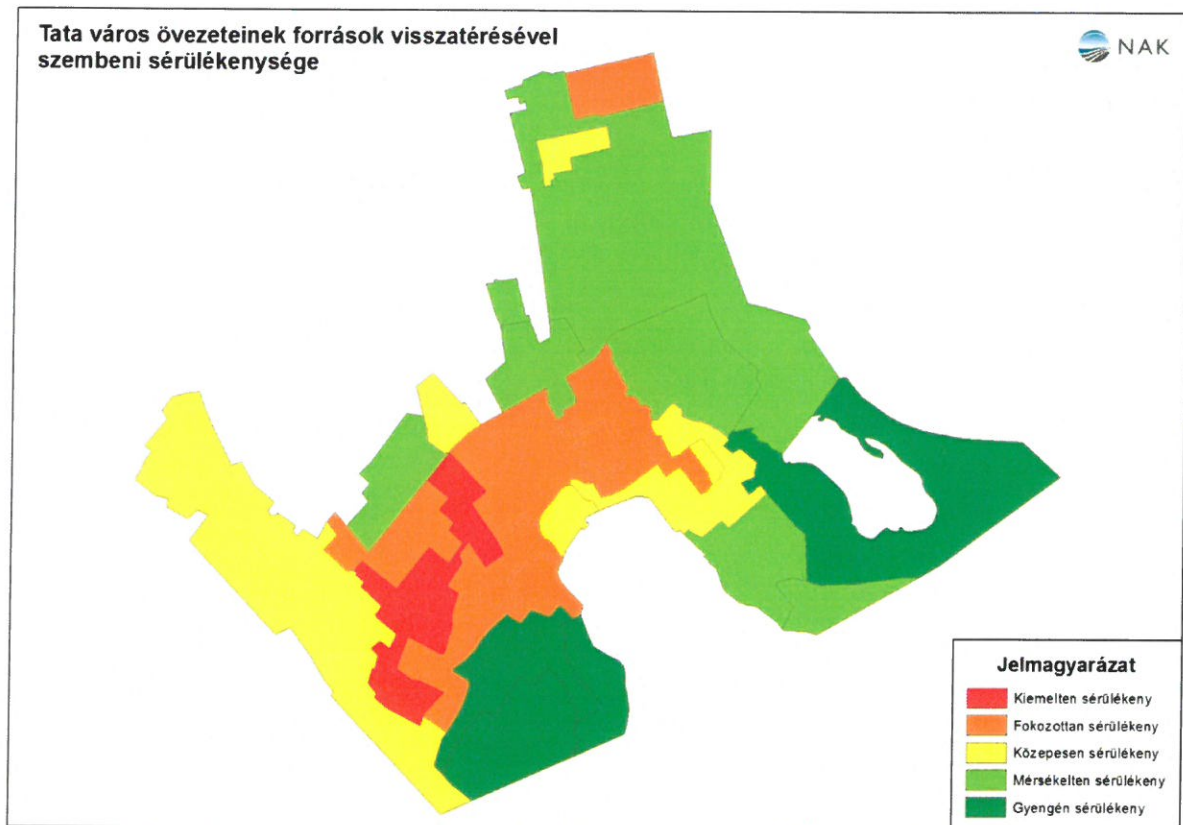 Tata város övezeteinek források visszatérésével
szembeni sérülékenysége
NAK
Jelmagyarázat
Kiemelten sérülékeny
Fokozottan sérülékeny
Közepesen sérülékeny
Mérsékelten sérülékeny
Gyengén sérülékeny